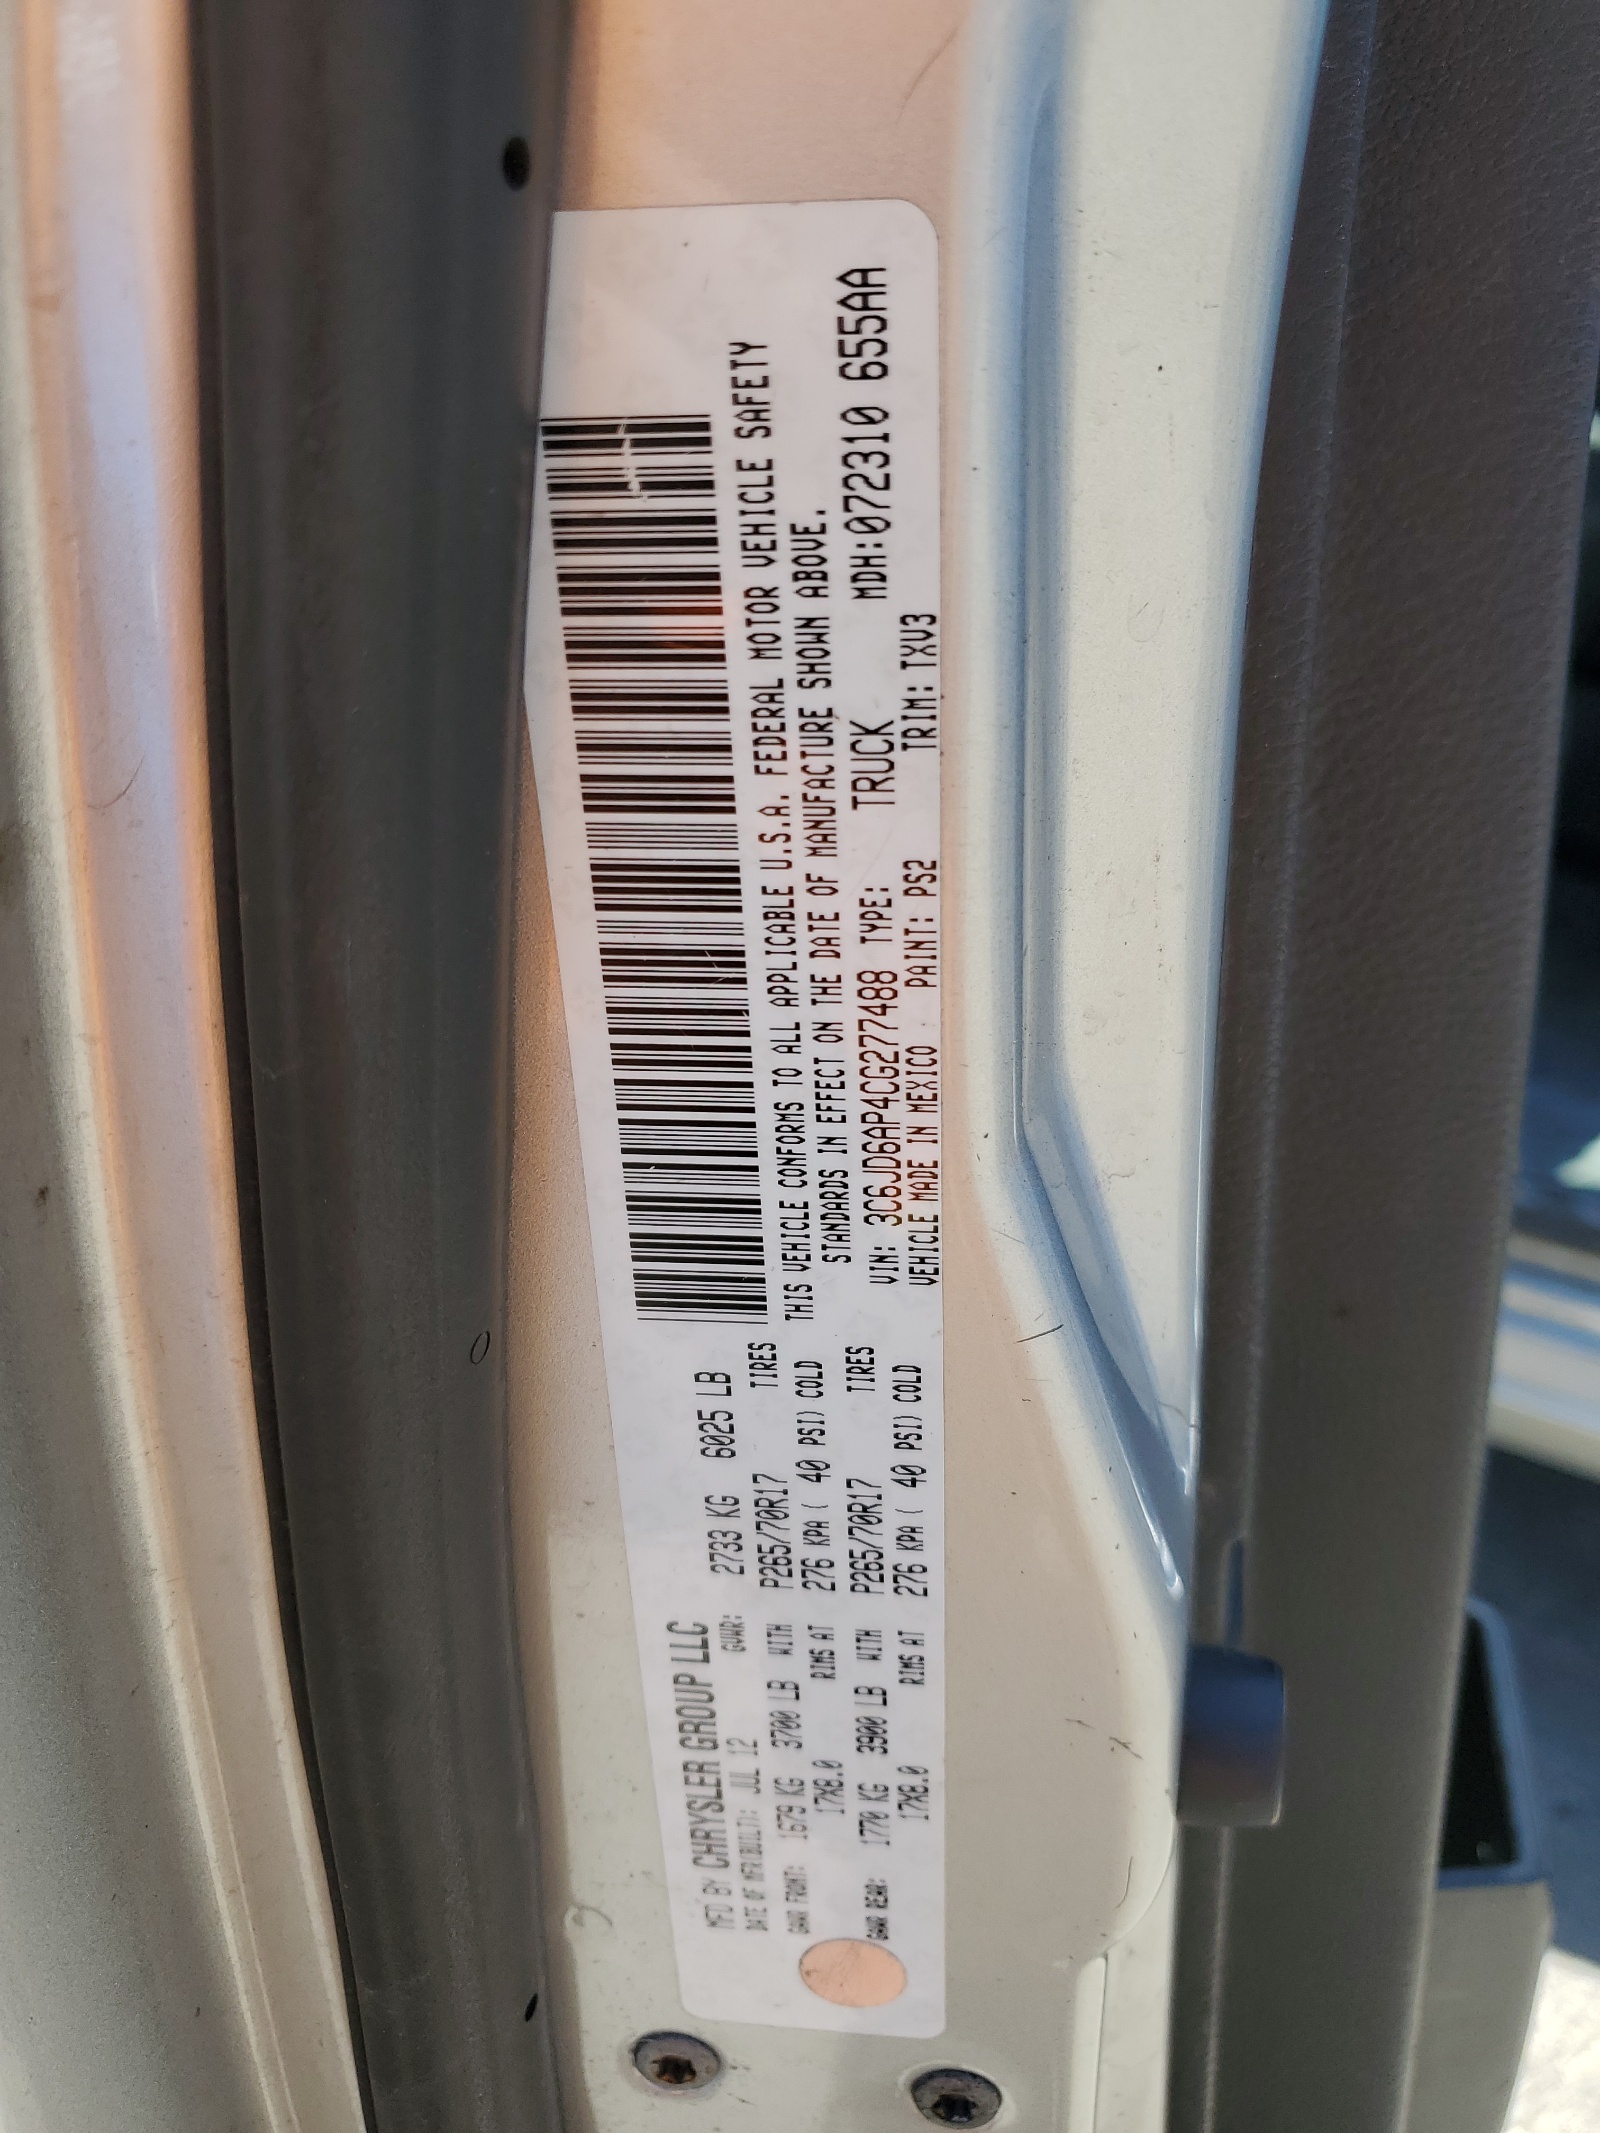 MFD BY CHRYSLER GROUP LLC
DATE OF MFR(BUILT): JUL 12 GVWR: 2733 KG 6025 LB
GAWR FRONT: 1679 KG 3700 LB WITH P265/70R17 TIRES
17X8.0 RIMS AT 276 KPA ( 40 PSI) COLD
GAWR REAR: 1770 KG 3900 LB WITH P265/70R17 TIRES
17X8.0 RIMS AT 276 KPA ( 40 PSI) COLD
THIS VEHICLE CONFORMS TO ALL APPLICABLE U.S.A. FEDERAL MOTOR VEHICLE SAFETY
STANDARDS IN EFFECT ON THE DATE OF MANUFACTURE SHOWN ABOVE.
VIN: 3C6JD6AP4CG277488 TYPE: TRUCK MDH:072310 655AA
VEHICLE MADE IN MEXICO PAINT: PS2 TRIM: TXV3